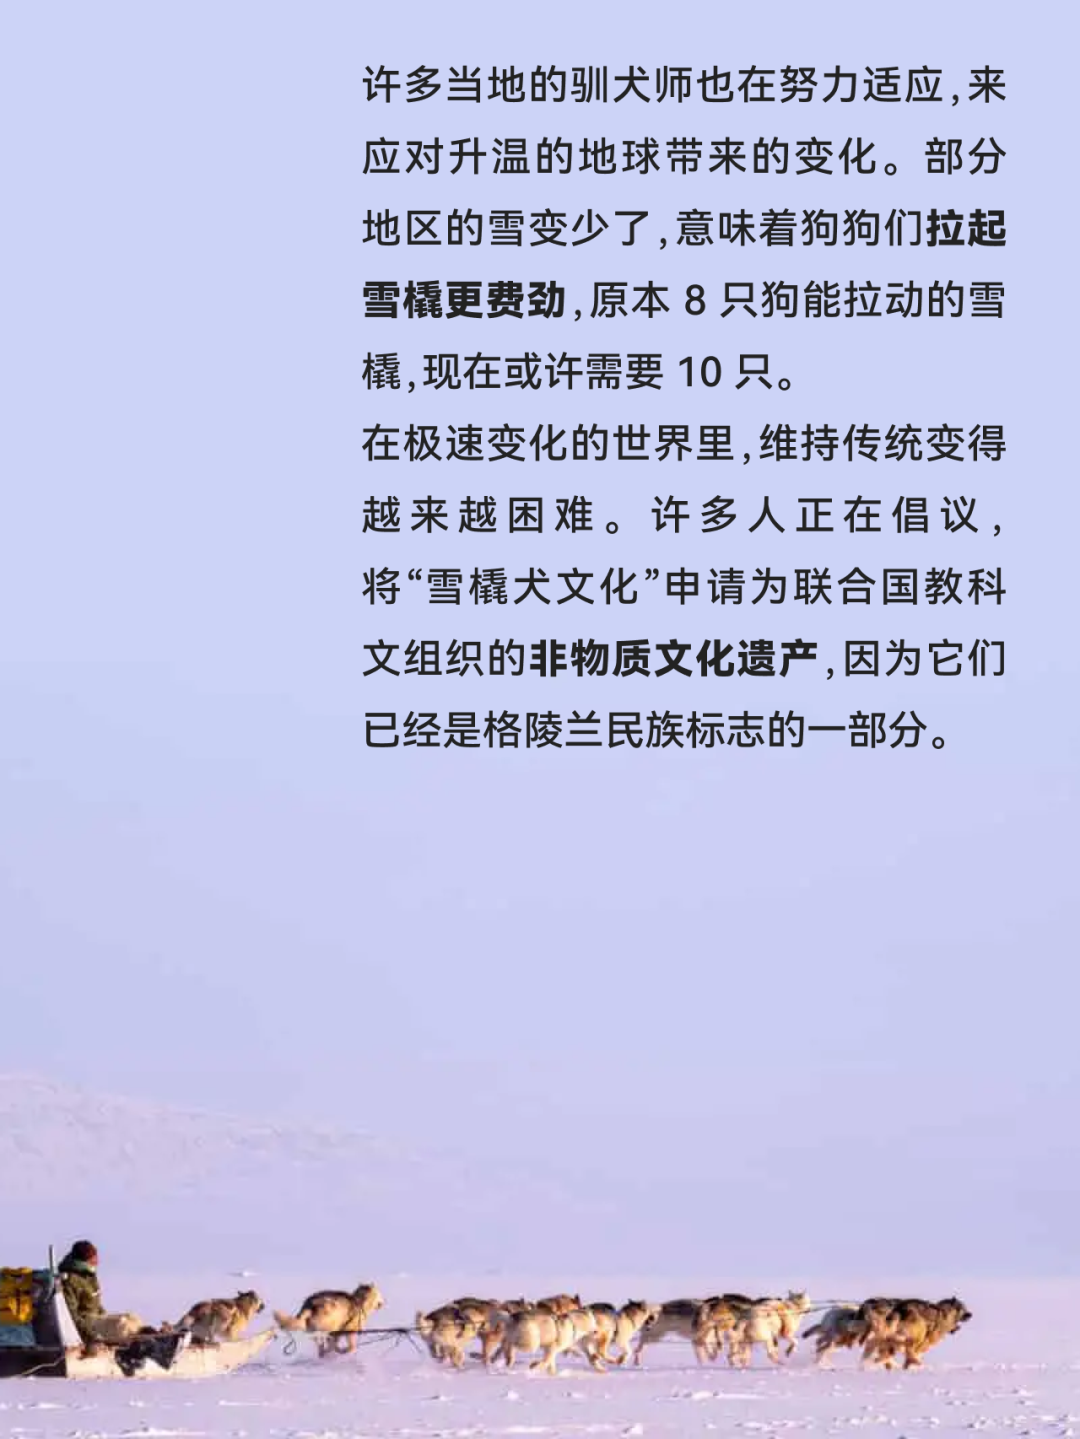 许多当地的驯犬师也在努力适应,来
应对升温的地球带来的变化。部分
地区的雪变少了,意味着狗狗们拉起
雪橇更费劲,原本 8 只狗能拉动的雪
橇,现在或许需要 10 只。
在极速变化的世界里,维持传统变得
越来越困难。许多人正在倡议,
将“雪橇犬文化”申请为联合国教科
文组织的非物质文化遗产,因为它们
已经是格陵兰民族标志的一部分。